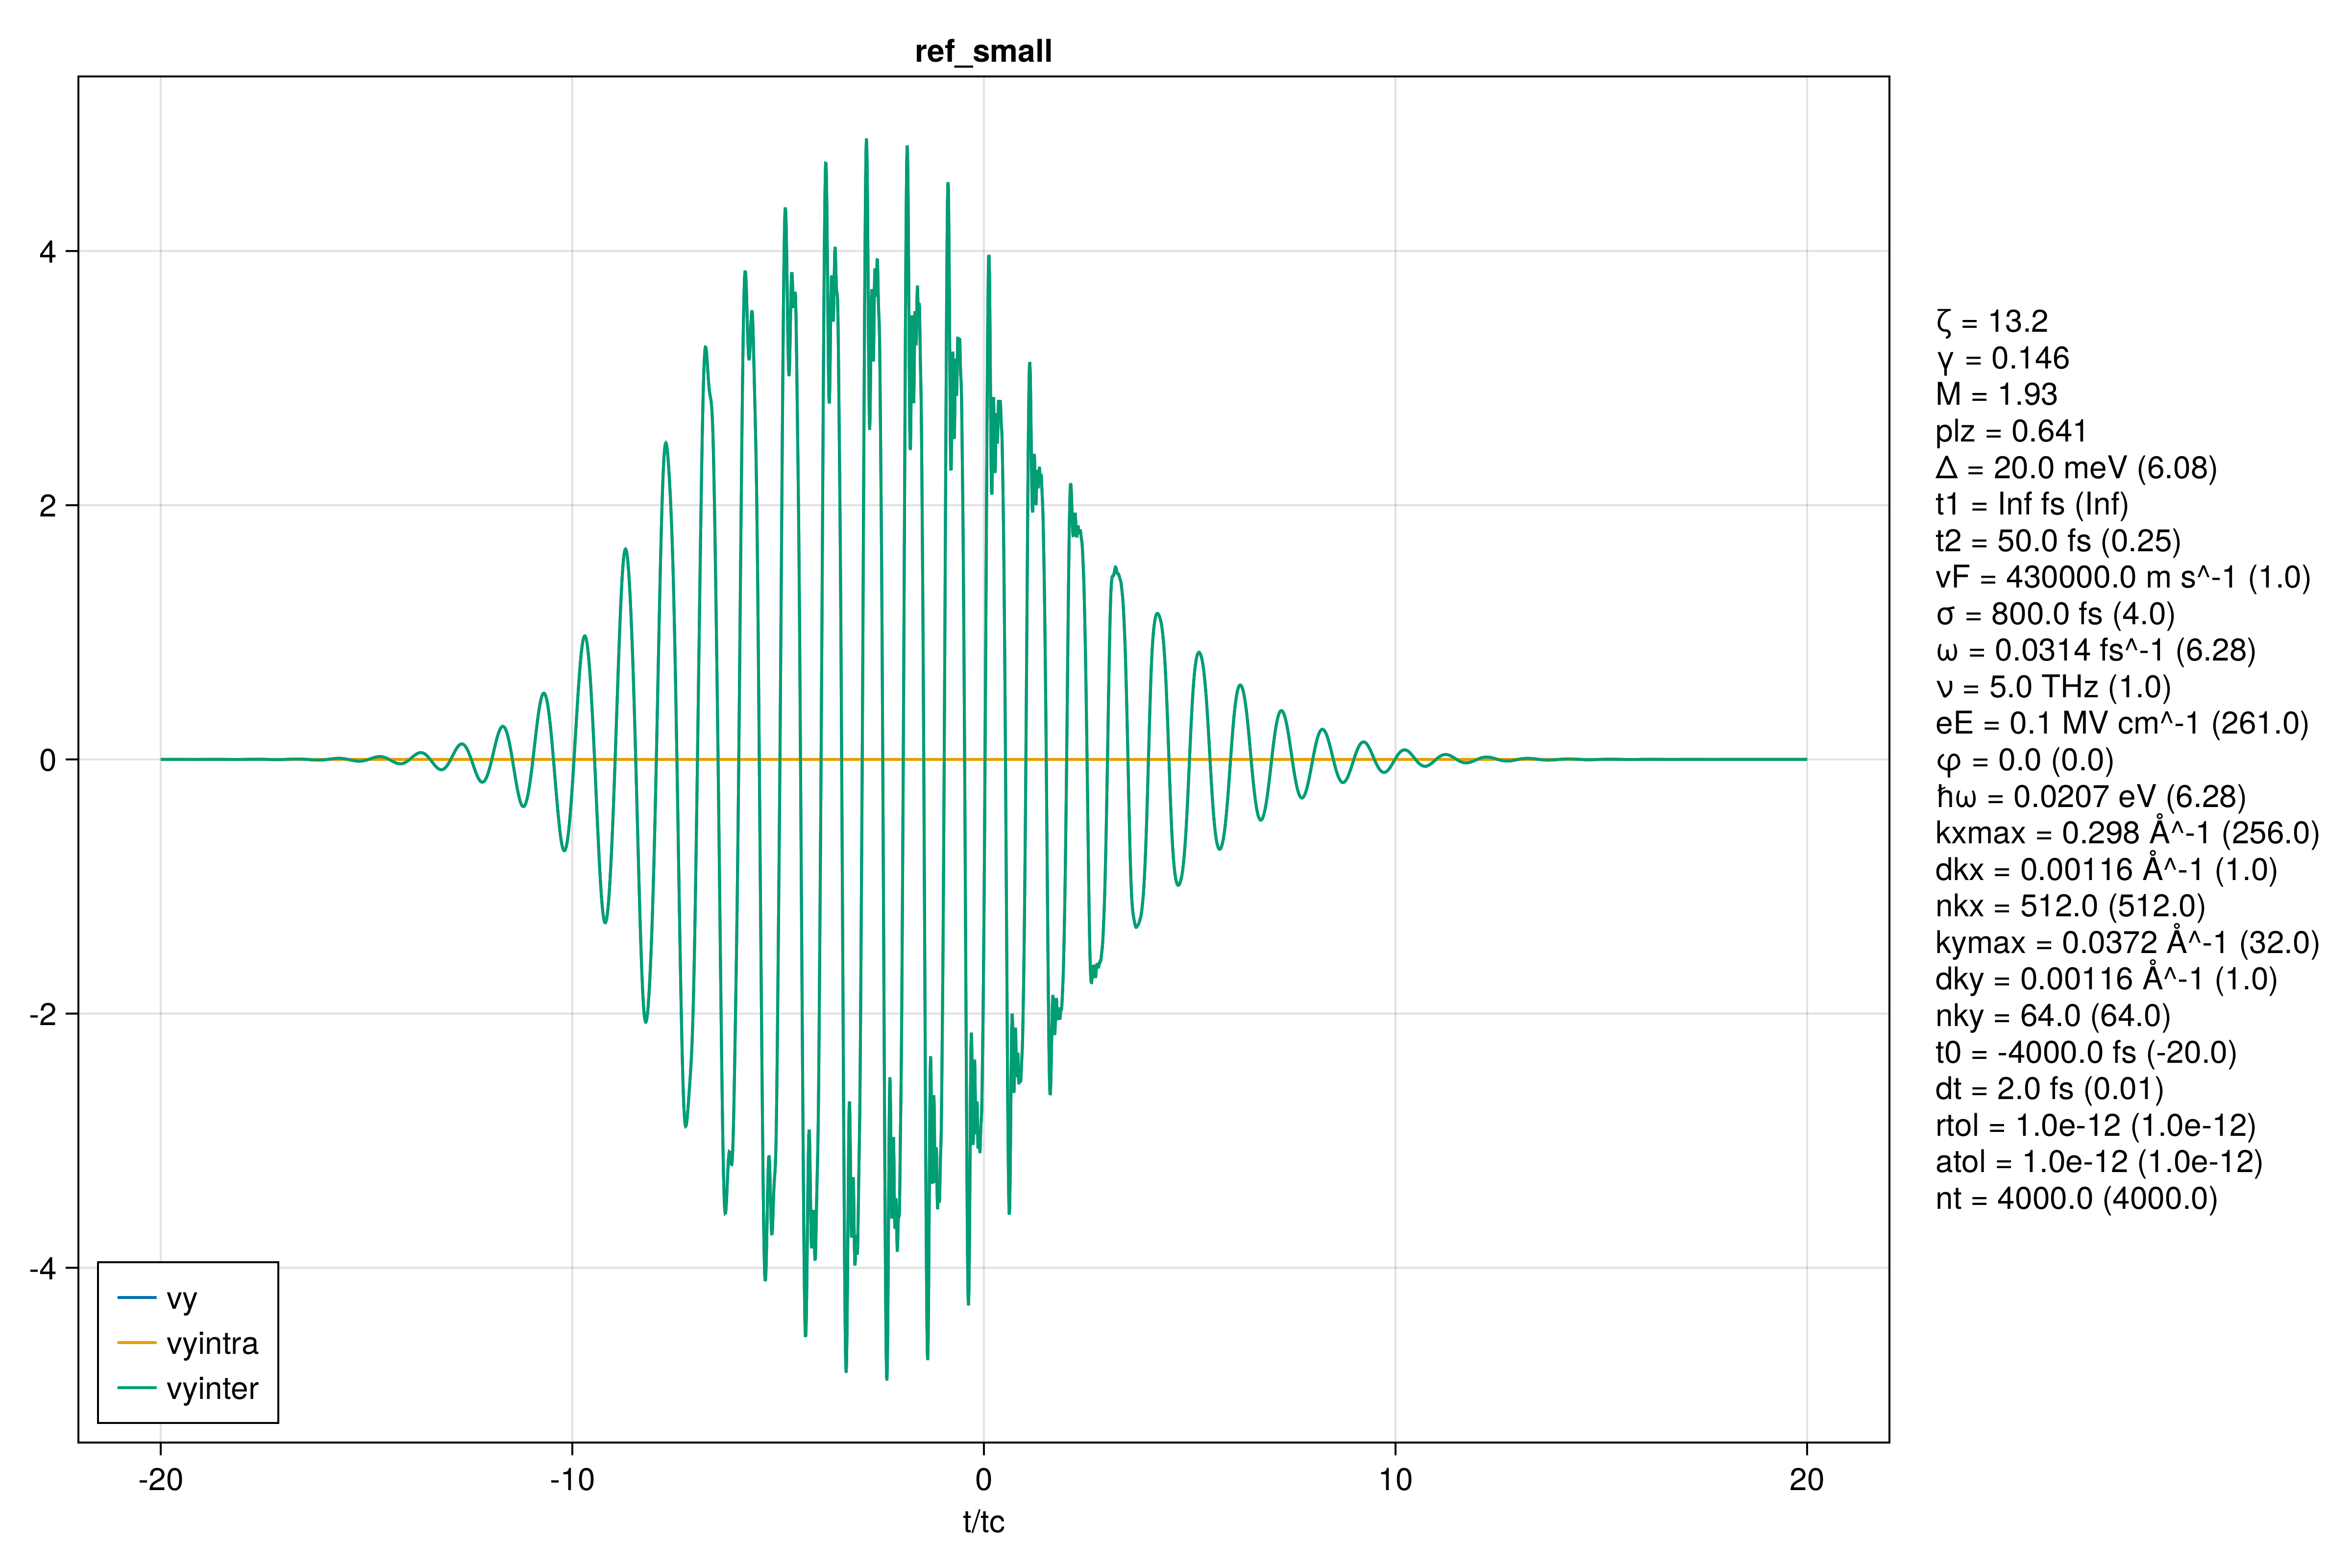 ref_small
4
2
0
-2
-4
-20
-10
0
10
20
t/tc
vy
vyintra
vyinter
ζ = 13.2
γ = 0.146
M = 1.93
plz = 0.641
Δ = 20.0 meV (6.08)
t1 = Inf fs (Inf)
t2 = 50.0 fs (0.25)
vF = 430000.0 m s^-1 (1.0)
σ = 800.0 fs (4.0)
ω = 0.0314 fs^-1 (6.28)
ν = 5.0 THz (1.0)
eE = 0.1 MV cm^-1 (261.0)
φ = 0.0 (0.0)
ħω = 0.0207 eV (6.28)
kxmax = 0.298 Å^-1 (256.0)
dkx = 0.00116 Å^-1 (1.0)
nkx = 512.0 (512.0)
kymax = 0.0372 Å^-1 (32.0)
dky = 0.00116 Å^-1 (1.0)
nky = 64.0 (64.0)
t0 = -4000.0 fs (-20.0)
dt = 2.0 fs (0.01)
rtol = 1.0e-12 (1.0e-12)
atol = 1.0e-12 (1.0e-12)
nt = 4000.0 (4000.0)